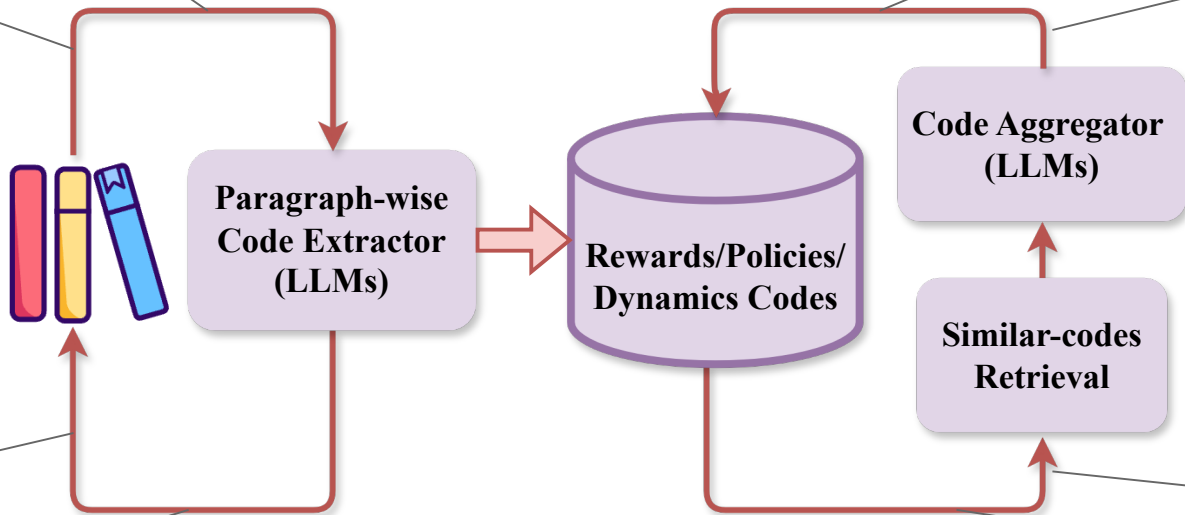 Paragraph-wise
Code Extractor
(LLMs)
Rewards/Policies/
Dynamics Codes
Code Aggregator
(LLMs)
Similar-codes
Retrieval